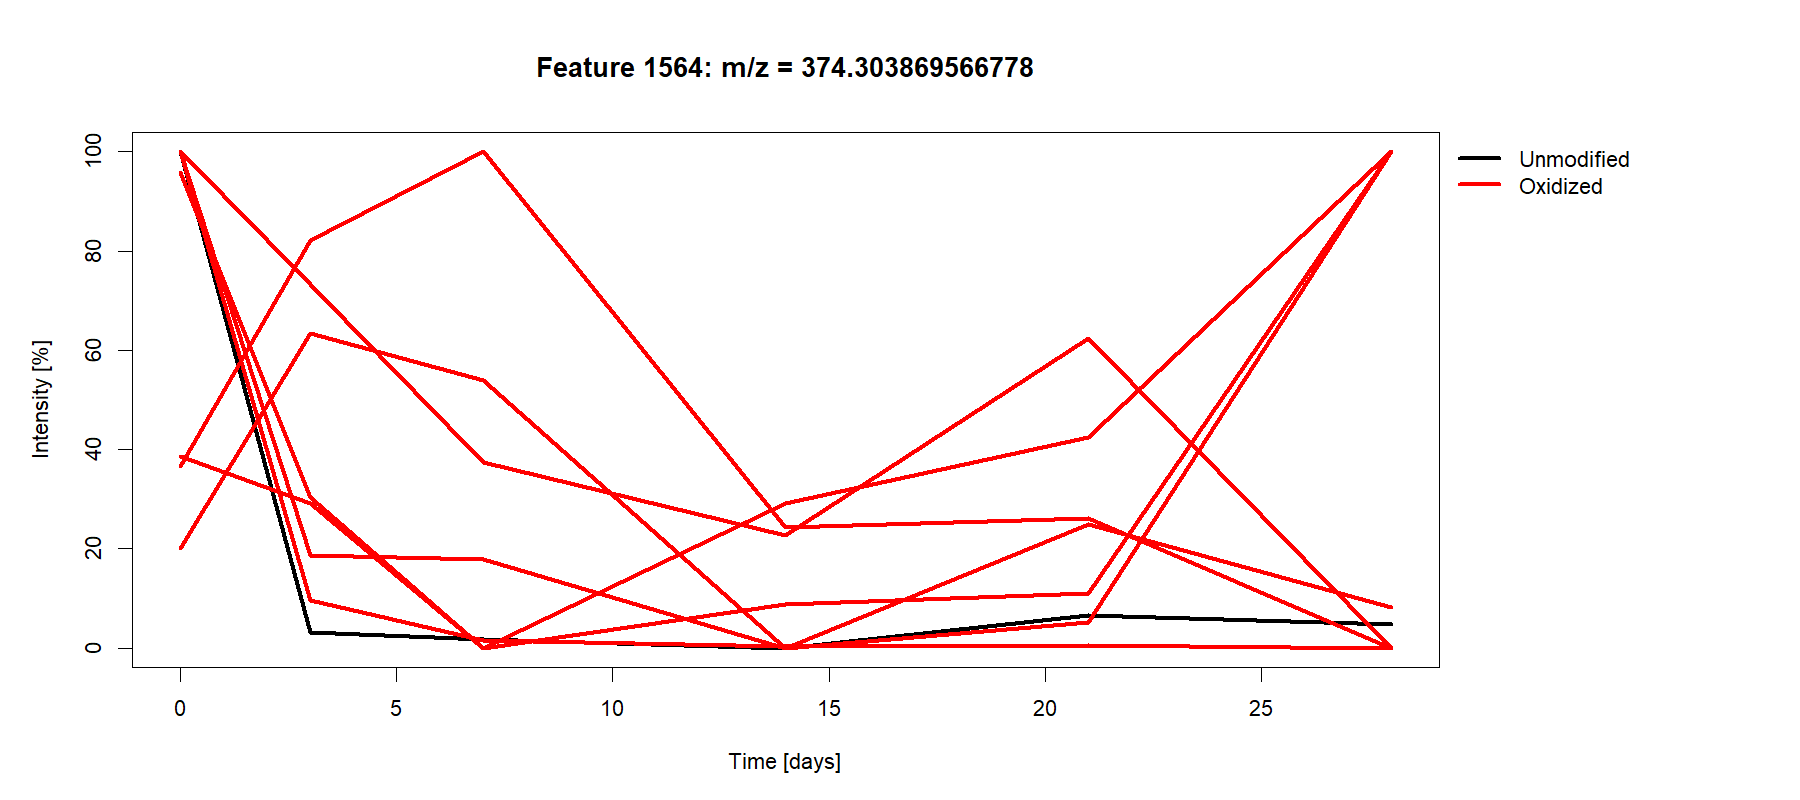 Feature 1564: m/z = 374.303869566778
Unmodified
Oxidized
Intensity [%]
100
80
60
40
20
0
0 5 10 15 20 25
Time [days]